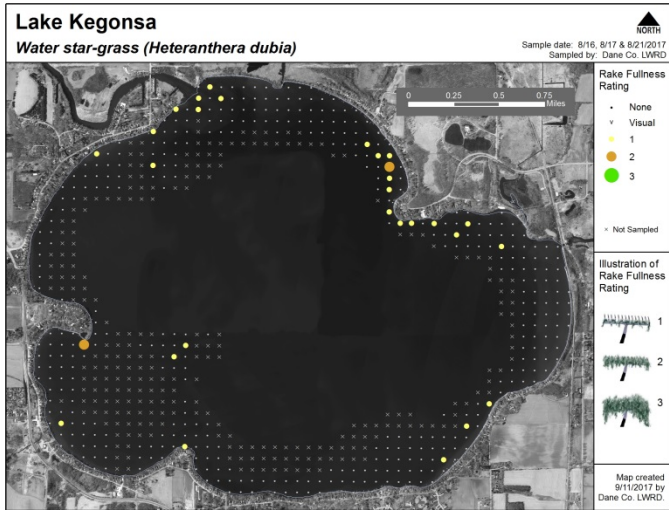 Lake Kegonsa
Water star-grass (Heteranthera dubia)
NORTH
Sample date: 8/16, 8/17 & 8/21/2017
Sampled by: Dane Co. LWRD
0 0.25 0.5 0.75
Miles
Rake Fullness
Rating
None
Visual
1
2
3
Not Sampled
Illustration of
Rake Fullness
Rating
1
2
3
Map created
9/11/2017 by
Dane Co. LWRD.